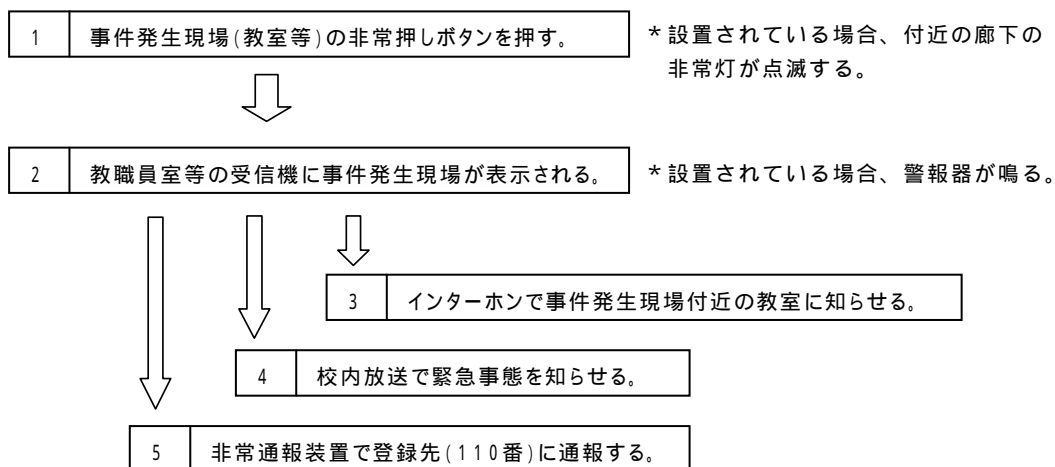 1 事件発生現場(教室等)の非常押しボタンを押す。
*設置されている場合、付近の廊下の
非常灯が点滅する。
2 教職員室等の受信機に事件発生現場が表示される。
*設置されている場合、警報器が鳴る。
3 インターホンで事件発生現場付近の教室に知らせる。
4 校内放送で緊急事態を知らせる。
5 非常通報装置で登録先(110番)に通報する。